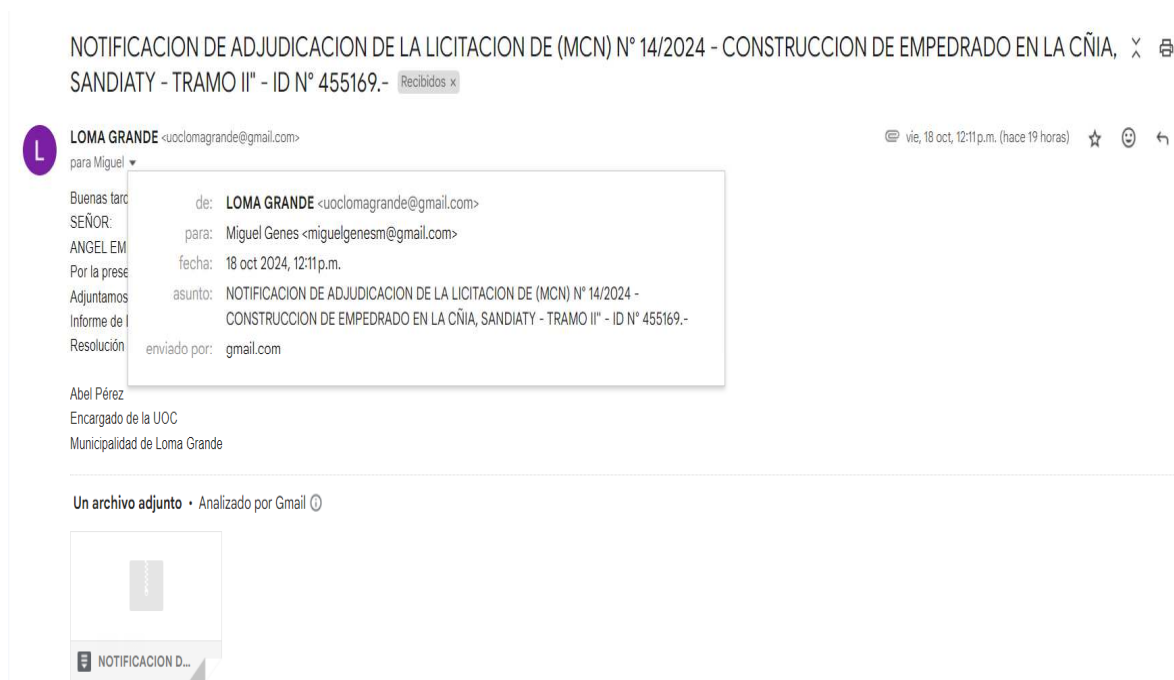 NOTIFICACION DE ADJUDICACION DE LA LICITACION DE (MCN) N° 14/2024 - CONSTRUCCION DE EMPEDRADO EN LA CÑIA,
SANDIATY - TRAMO II" - ID N° 455169.- Recibidos x
L
LOMA GRANDE <uoclomagrande@gmail.com>
vie, 18 oct, 12:11 p.m. (hace 19 horas)
para Miguel
Buenas tard
SEÑOR:
ANGEL EM
Por la prese
Adjuntamos
Informe de
Resolución
de: LOMA GRANDE <uoclomagrande@gmail.com>
para: Miguel Genes <miguelgenesm@gmail.com>
fecha: 18 oct 2024, 12:11 p.m.
asunto: NOTIFICACION DE ADJUDICACION DE LA LICITACION DE (MCN) N° 14/2024 -
CONSTRUCCION DE EMPEDRADO EN LA CÑIA, SANDIATY - TRAMO II" - ID N° 455169.-
enviado por: gmail.com
Abel Pérez
Encargado de la UOC
Municipalidad de Loma Grande
Un archivo adjunto • Analizado por Gmail
NOTIFICACION D...